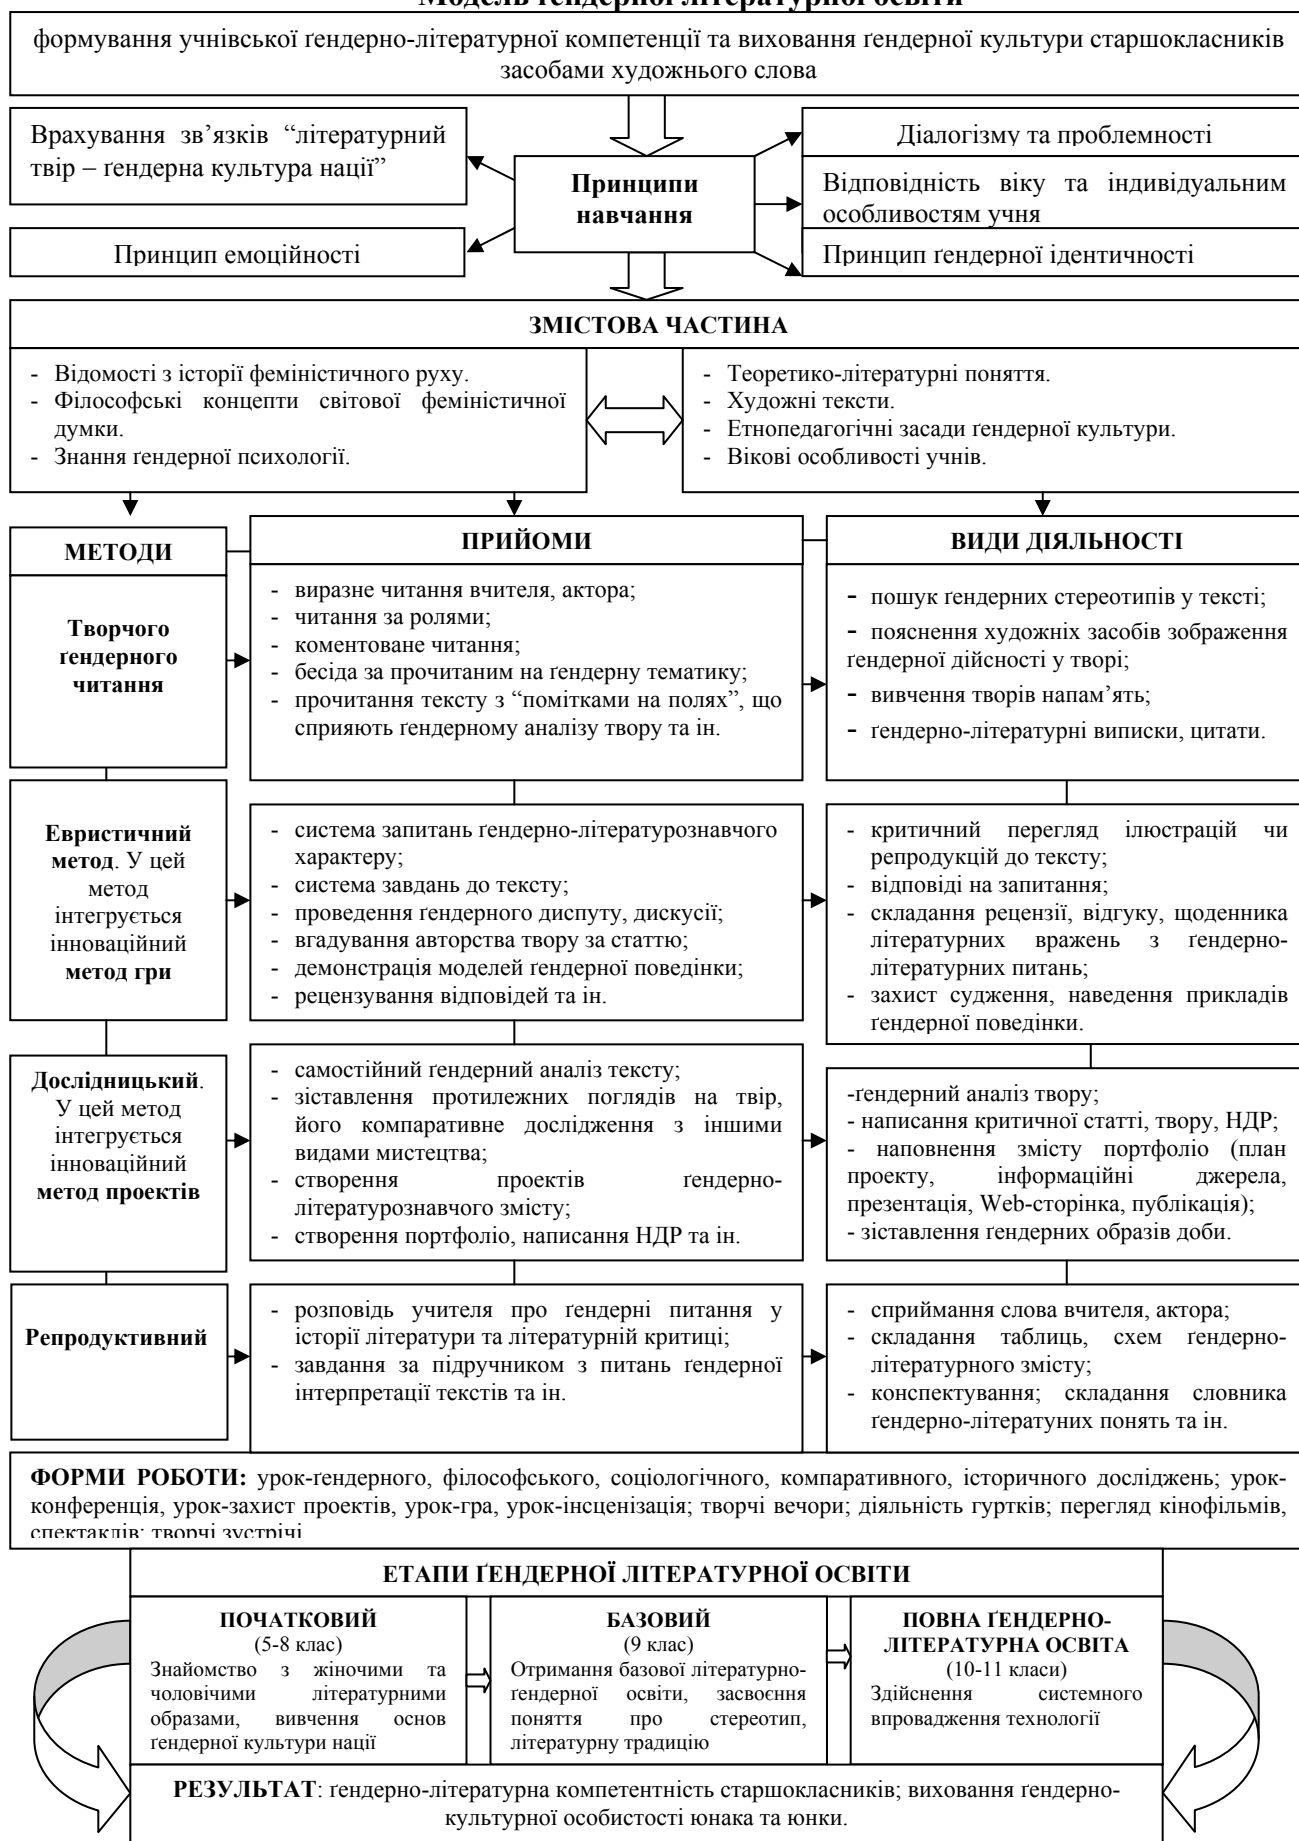 Модель ґендерної літературної освіти
формування учнівської ґендерно-літературної компетенції та виховання ґендерної культури старшокласників
засобами художнього слова
Врахування зв’язків “літературний
твір – ґендерна культура нації”
Принцип емоційності
Принципи
навчання
Діалогізму та проблемності
Відповідність віку та індивідуальним
особливостям учня
Принцип ґендерної ідентичності
ЗМІСТОВА ЧАСТИНА
- Відомості з історії феміністичного руху.
- Філософські концепти світової феміністичної
думки.
- Знання ґендерної психології.
- Теоретико-літературні поняття.
- Художні тексти.
- Етнопедагогічні засади ґендерної культури.
- Вікові особливості учнів.
МЕТОДИ
ПРИЙОМИ
ВИДИ ДІЯЛЬНОСТІ
Творчого
ґендерного
читання
- виразне читання вчителя, актора;
- читання за ролями;
- коментоване читання;
- бесіда за прочитаним на ґендерну тематику;
- прочитання тексту з “помітками на полях”, що
сприяють ґендерному аналізу твору та ін.
- пошук ґендерних стереотипів у тексті;
- пояснення художніх засобів зображення
ґендерної дійсності у творі;
- вивчення творів напам’ять;
- ґендерно-літературні виписки, цитати.
Евристичний
метод. У цей
метод
інтегрується
інноваційний
метод гри
- система запитань ґендерно-літературознавчого
характеру;
- система завдань до тексту;
- проведення ґендерного диспуту, дискусії;
- вгадування авторства твору за статтю;
- демонстрація моделей ґендерної поведінки;
- рецензування відповідей та ін.
- критичний перегляд ілюстрацій чи
репродукцій до тексту;
- відповіді на запитання;
- складання рецензії, відгуку, щоденника
літературних вражень з ґендерно-
літературних питань;
- захист судження, наведення прикладів
ґендерної поведінки.
Дослідницький.
У цей метод
інтегрується
інноваційний
метод проектів
- самостійний ґендерний аналіз тексту;
- зіставлення протилежних поглядів на твір,
його компаративне дослідження з іншими
видами мистецтва;
- створення проектів ґендерно-
літературознавчого змісту;
- створення портфоліо, написання НДР та ін.
-ґендерний аналіз твору;
- написання критичної статті, твору, НДР;
- наповнення змісту портфоліо (план
проекту, інформаційні джерела,
презентація, Web-сторінка, публікація);
- зіставлення ґендерних образів доби.
Репродуктивний
- розповідь учителя про ґендерні питання у
історії літератури та літературній критиці;
- завдання за підручником з питань ґендерної
інтерпретації текстів та ін.
- сприймання слова вчителя, актора;
- складання таблиць, схем ґендерно-
літературного змісту;
- конспектування; складання словника
ґендерно-літератуних понять та ін.
ФОРМИ РОБОТИ: урок-ґендерного, філософського, соціологічного, компаративного, історичного досліджень; урок-
конференція, урок-захист проектів, урок-гра, урок-інсценізація; творчі вечори; діяльність гуртків; перегляд кінофільмів,
спектаклів; творчі зустрічі
ЕТАПИ ҐЕНДЕРНОЇ ЛІТЕРАТУРНОЇ ОСВІТИ
ПОЧАТКОВИЙ
(5-8 клас)
Знайомство з жіночими та
чоловічими літературними
образами, вивчення основ
ґендерної культури нації
БАЗОВИЙ
(9 клас)
Отримання базової літературно-
ґендерної освіти, засвоєння
поняття про стереотип,
літературну традицію
ПОВНА ҐЕНДЕРНО-
ЛІТЕРАТУРНА ОСВІТА
(10-11 класи)
Здійснення системного
впровадження технології
РЕЗУЛЬТАТ: ґендерно-літературна компетентність старшокласників; виховання ґендерно-
культурної особистості юнака та юнки.